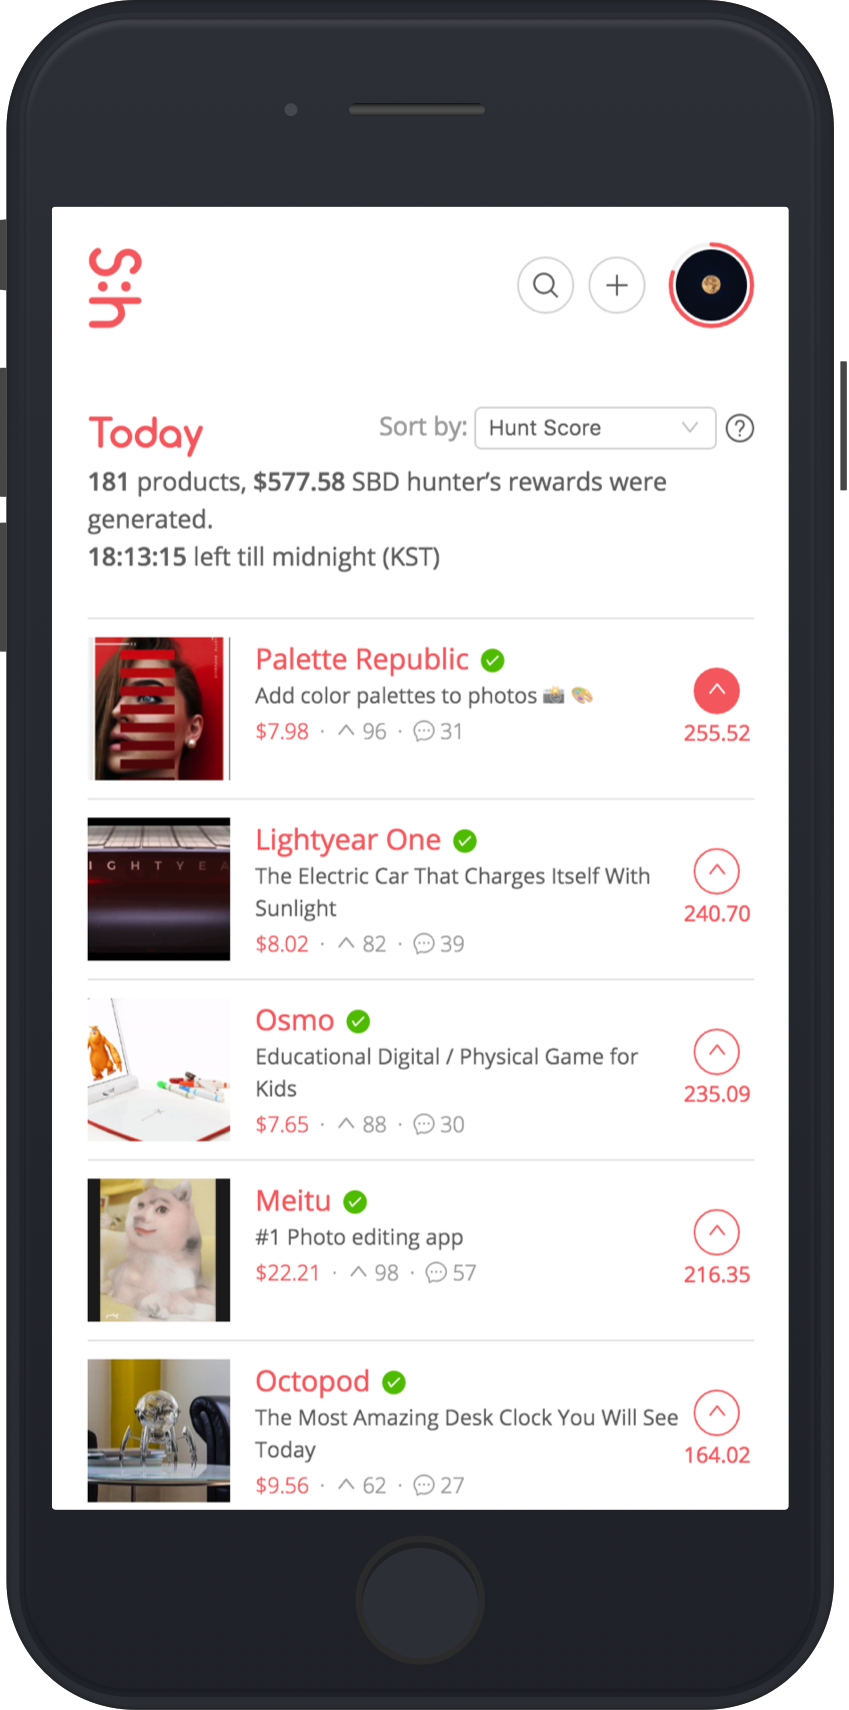 S:h
Today
Sort by: Hunt Score
181 products, $577.58 SBD hunter’s rewards were
generated.
18:13:15 left till midnight (KST)
Palette Republic
Add color palettes to photos 📸 🎨
$7.98 · 96 · 31
255.52
I G H T Y E A
Lightyear One
The Electric Car That Charges Itself With
Sunlight
$8.02 · 82 · 39
240.70
Osmo
Educational Digital / Physical Game for
Kids
$7.65 · 88 · 30
235.09
Meitu
#1 Photo editing app
$22.21 · 98 · 57
216.35
Octopod
The Most Amazing Desk Clock You Will See
Today
$9.56 · 62 · 27
164.02